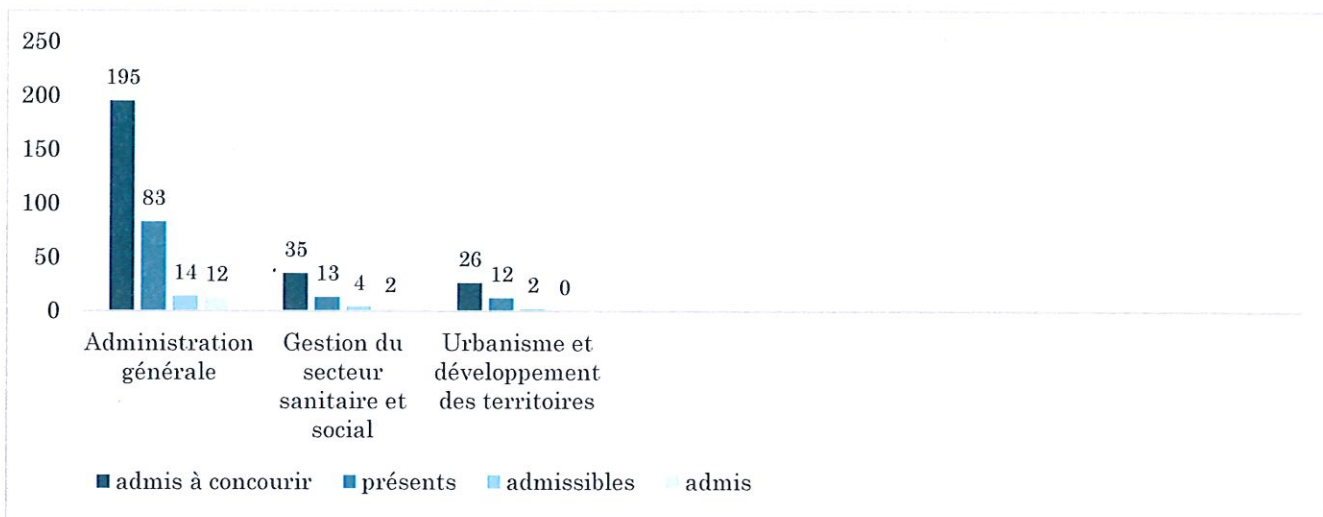 250
200
150
100
50
0
195
83
14
12
35
13
4
2
26
12
2
0
Administration
générale
Gestion du
secteur
sanitaire et
social
Urbanisme et
développement
des territoires
admis à concourir
présents
admissibles
admis